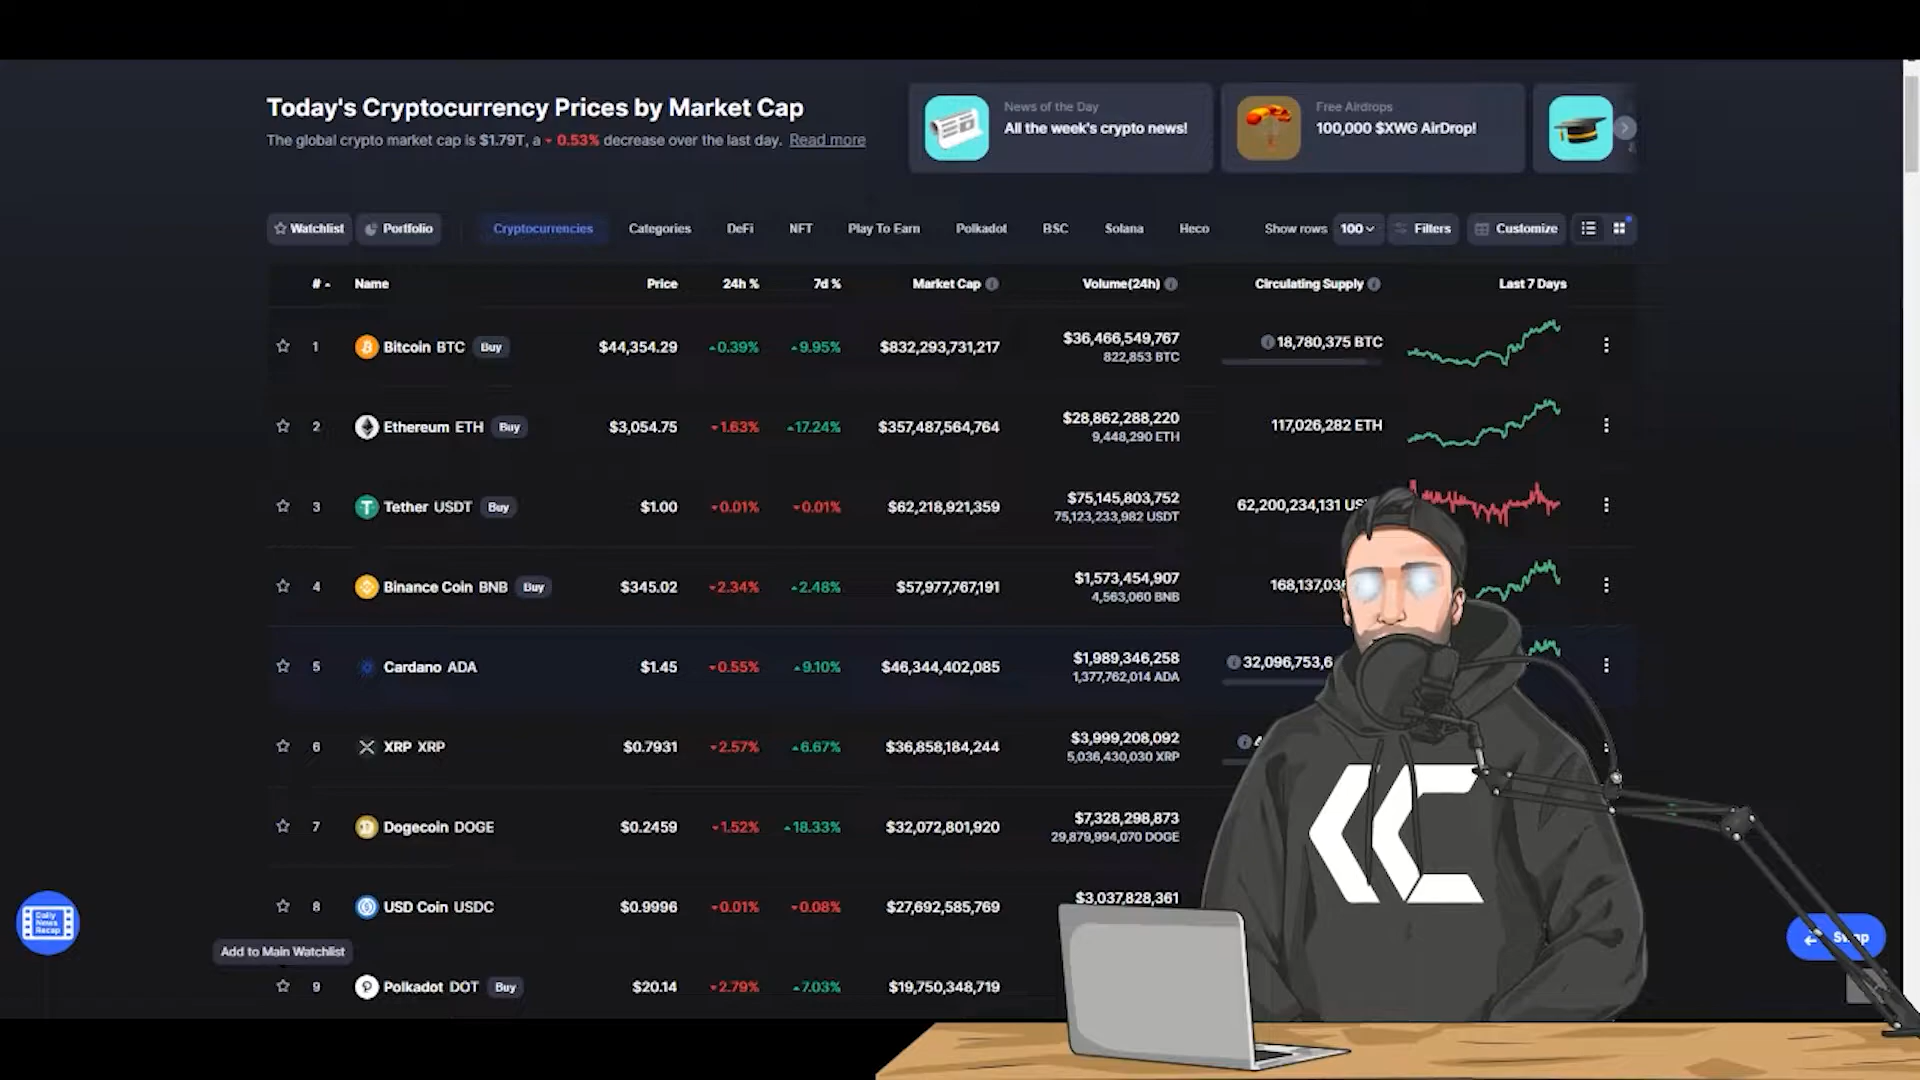 Today's Cryptocurrency Prices by Market Cap
The global crypto market cap is $1.79T, a 0.53% decrease over the last day. Read more
News of the Day
All the week's crypto news!
Free Airdrops
100,000 $XWG AirDrop!
Watchlist Portfolio Cryptocurrencies Categories DeFi NFT Play To Earn Polkadot BSC Solana Heco Show rows 100 Filters Customize
# Name Price 24h % 7d % Market Cap Volume(24h) Circulating Supply Last 7 Days
1 Bitcoin BTC Buy $44,354.29 0.39% 9.95% $832,293,731,217 $36,466,549,767 18,780,375 BTC
822,853 BTC
2 Ethereum ETH Buy $3,054.75 1.63% 17.24% $357,487,564,764 $28,862,288,220 117,026,282 ETH
9,448,290 ETH
3 Tether USDT Buy $1.00 0.01% 0.01% $62,218,921,359 $75,145,803,752 62,200,234,131
75,123,233,982 USDT
4 Binance Coin BNB Buy $345.02 2.34% 2.48% $57,977,767,191 $1,573,454,907 168,137,03
4,563,060 BNB
5 Cardano ADA $1.45 0.55% 9.10% $46,344,402,085 $1,989,346,258 32,096,753,6
1,377,762,014 ADA
6 XRP XRP $0.7931 2.57% 6.67% $36,858,184,244 $3,999,208,092
5,036,430,030 XRP
7 Dogecoin DOGE $0.2459 1.52% 18.33% $32,072,801,920 $7,328,298,873
29,879,994,070 DOGE
8 USD Coin USDC $0.9996 0.01% 0.08% $27,692,585,769 $3,037,828,361
Add to Main Watchlist
9 Polkadot DOT Buy $20.14 2.79% 7.03% $19,750,348,719
Daily
News
Recap